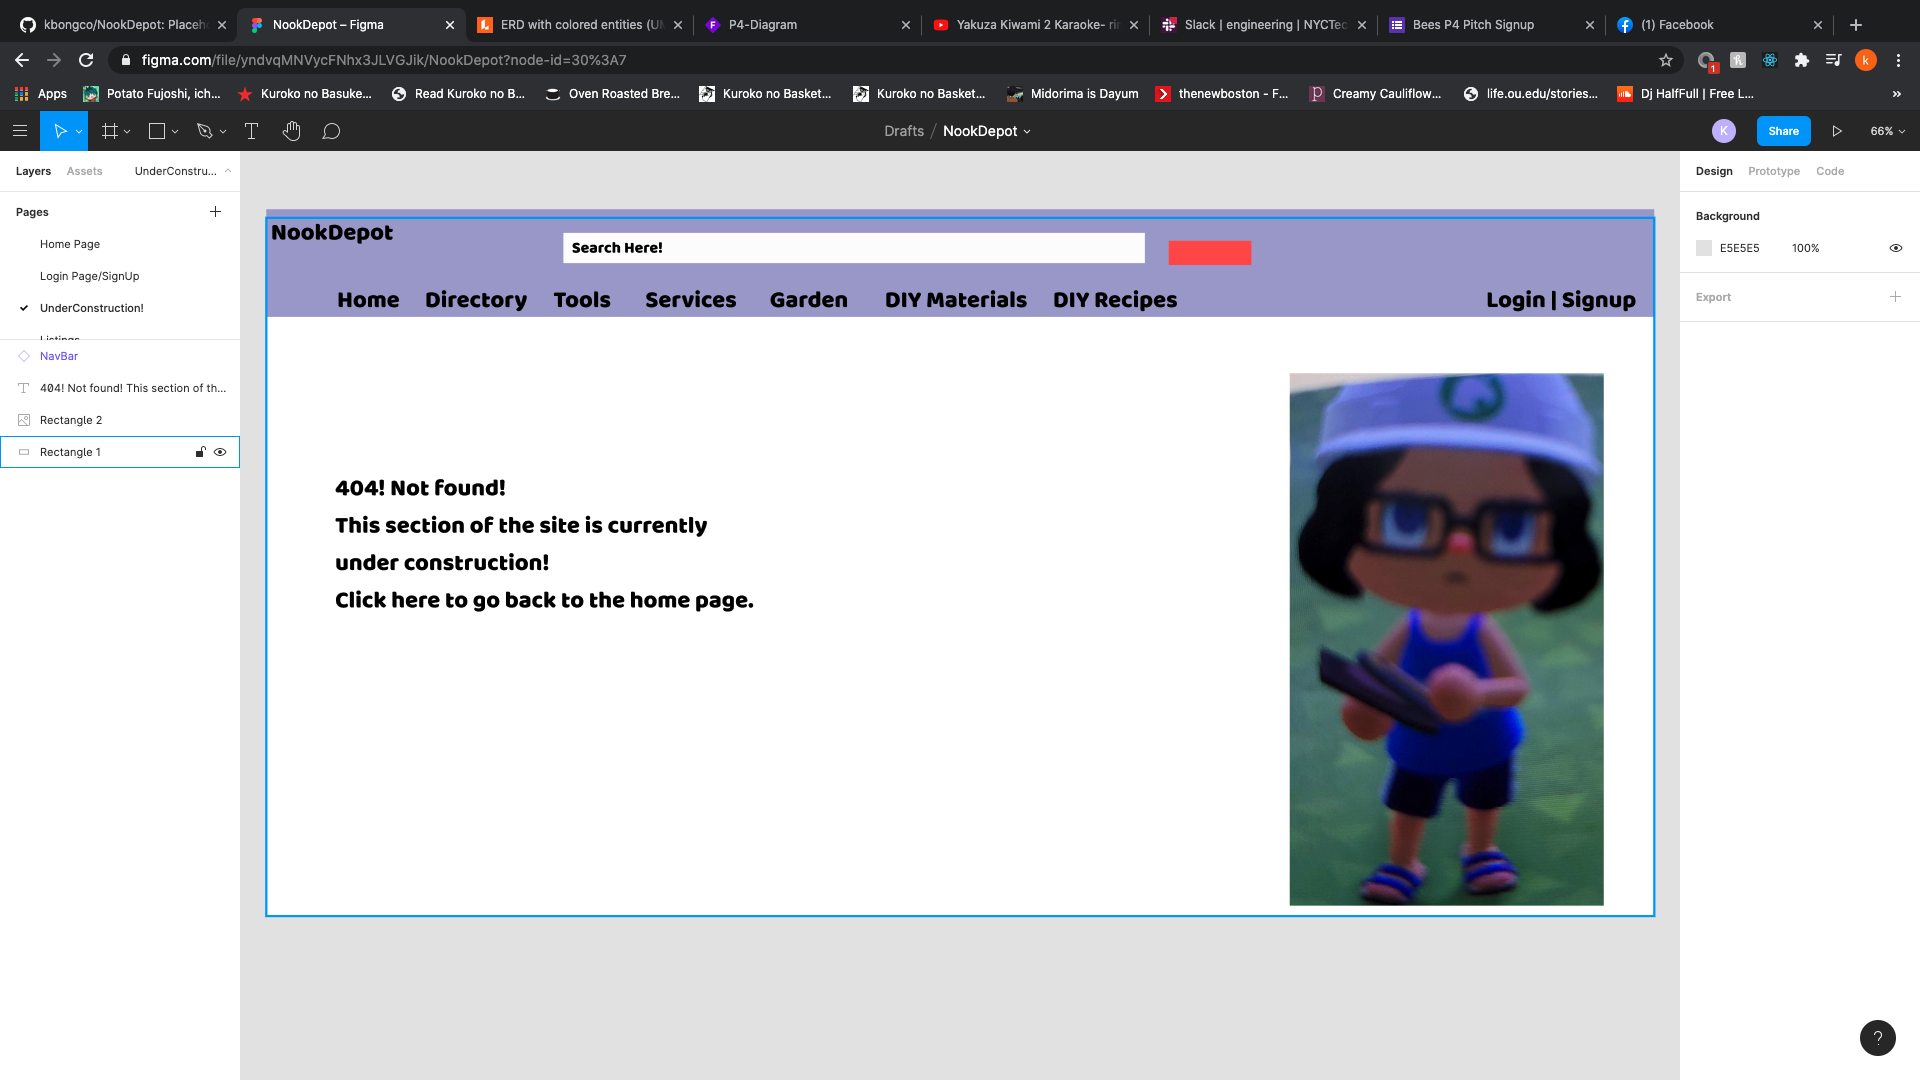 kbongco/NookDepot: Placeh
NookDepot – Figma
ERD with colored entities (UM
P4-Diagram
Yakuza Kiwami 2 Karaoke- ri
Slack | engineering | NYCTec
Bees P4 Pitch Signup
(1) Facebook
figma.com/file/yndvqMNVycFNhx3JLVGJik/NookDepot?node-id=30%3A7
1
k
Apps
Potato Fujoshi, ich...
Kuroko no Basuke...
Read Kuroko no B...
Oven Roasted Bre...
Kuroko no Basket...
Kuroko no Basket...
Midorima is Dayum
thenewboston - F...
Creamy Cauliflow...
life.ou.edu/stories...
Dj HalfFull | Free L...
»
Drafts / NookDepot
K
Share
66%
Layers
Assets
UnderConstru...
Pages
Home Page
Login Page/SignUp
UnderConstruction!
Listings
NavBar
404! Not found! This section of th...
Rectangle 2
Rectangle 1
NookDepot
Search Here!
Home Directory Tools Services Garden DIY Materials DIY Recipes Login | Signup
404! Not found!
This section of the site is currently
under construction!
Click here to go back to the home page.
Design
Prototype
Code
Background
E5E5E5 100%
Export
?